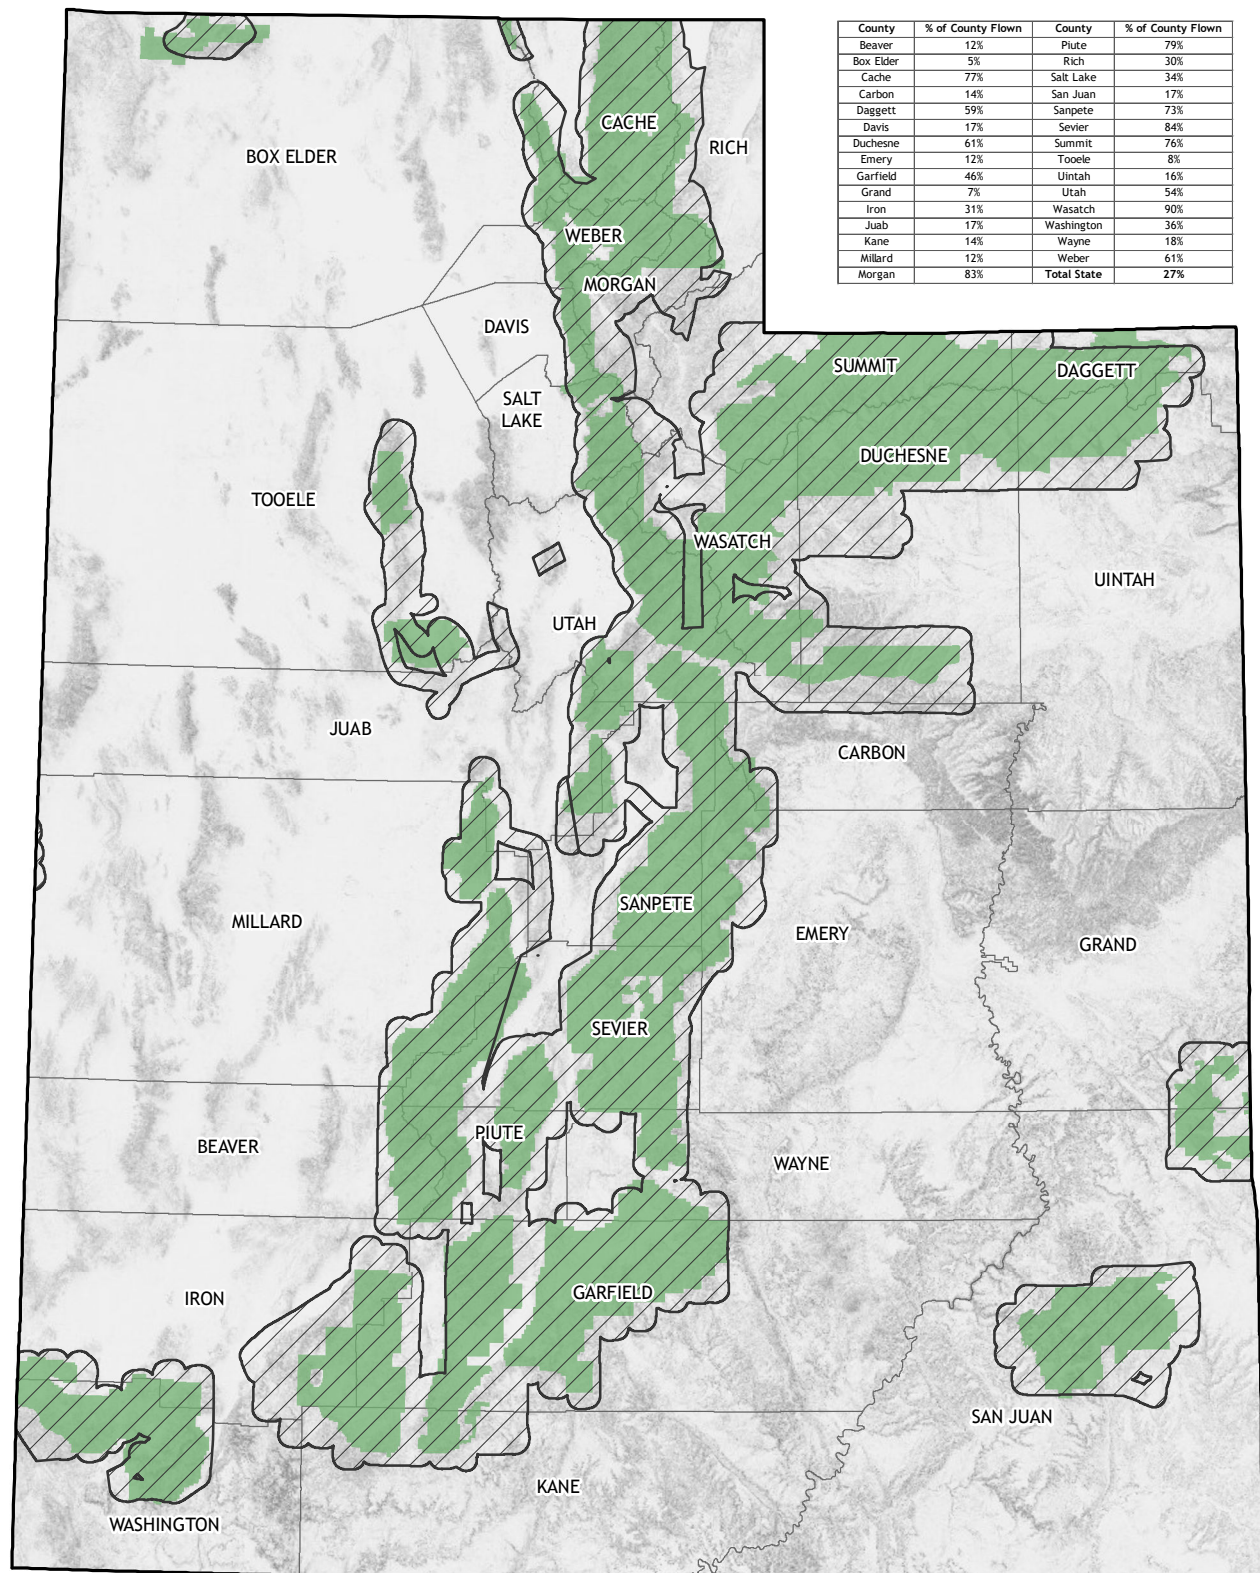 County % of County Flown County % of County Flown
Beaver 12% Piute 79%
Box Elder 5% Rich 30%
Cache 77% Salt Lake 34%
Carbon 14% San Juan 17%
Daggett 59% Sanpete 73%
Davis 17% Sevier 84%
Duchesne 61% Summit 76%
Emery 12% Tooele 8%
Garfield 46% Uintah 16%
Grand 7% Utah 54%
Iron 31% Wasatch 90%
Juab 17% Washington 36%
Kane 14% Wayne 18%
Millard 12% Weber 61%
Morgan 83% Total State 27%
CACHE
RICH
BOX ELDER
WEBER
MORGAN
DAVIS
SUMMIT
DAGGETT
SALT
LAKE
DUCHESNE
TOOELE
WASATCH
UINTAH
UTAH
JUAB
CARBON
SANPETE
MILLARD
EMERY
GRAND
SEVIER
PIUTE
BEAVER
WAYNE
GARFIELD
IRON
SAN JUAN
KANE
WASHINGTON